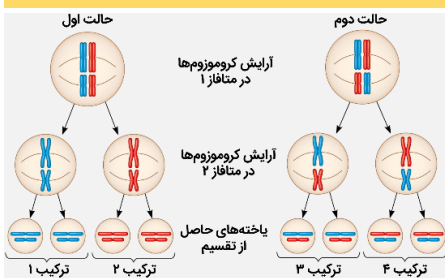 حالت اول
حالت دوم
آرایش کروموزوم‌ها
در متافاز ۱
آرایش کروموزوم‌ها
در متافاز ۲
یاخته‌های حاصل
از تقسیم
ترکیب ۱
ترکیب ۲
ترکیب ۳
ترکیب ۴